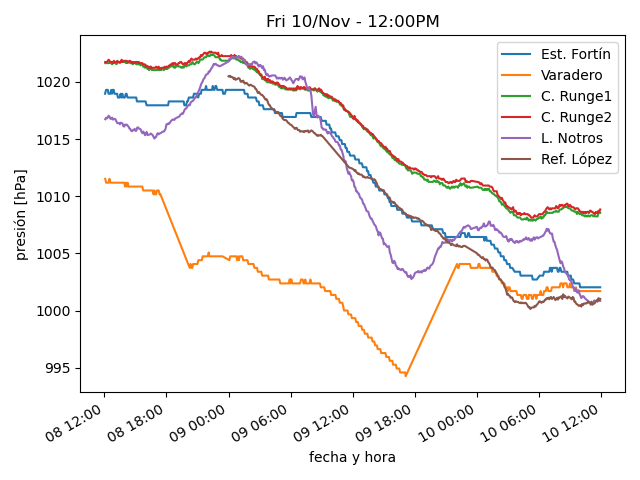 Fri 10/Nov - 12:00PM
presión [hPa]
1020
1015
1010
1005
1000
995
Est. Fortín
Varadero
C. Runge1
C. Runge2
L. Notros
Ref. López
08 12:00
08 18:00
09 00:00
09 06:00
09 12:00
09 18:00
10 00:00
10 06:00
10 12:00
fecha y hora